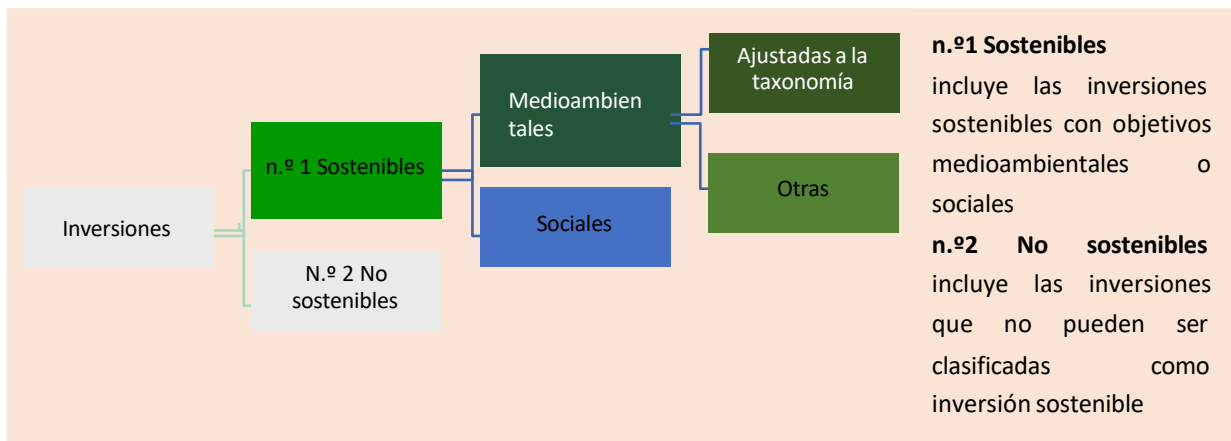 Inversiones
n.º 1 Sostenibles
N.º 2 No
sostenibles
Medioambien
tales
Sociales
Ajustadas a la
taxonomía
Otras
n.º1 Sostenibles
incluye las inversiones
sostenibles con objetivos
medioambientales o
sociales
n.º2 No sostenibles
incluye las inversiones
que no pueden ser
clasificadas como
inversión sostenible